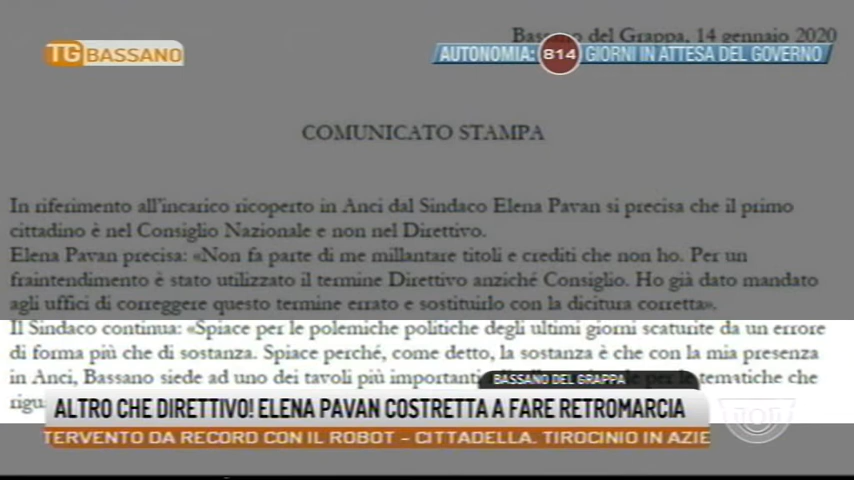 Bassano del Grappa, 14 gennaio 2020
TG BASSANO
AUTONOMIA: 814 GIORNI IN ATTESA DEL GOVERNO
COMUNICATO STAMPA
In riferimento all'incarico ricoperto in Anci dal Sindaco Elena Pavan si precisa che il primo
cittadino è nel Consiglio Nazionale e non nel Direttivo.
Elena Pavan precisa: «Non fa parte di me millantare titoli e crediti che non ho. Per un
fraintendimento è stato utilizzato il termine Direttivo anziché Consiglio. Ho già dato mandato
agli uffici di correggere questo termine errato e sostituirlo con la dicitura corretta».
Il Sindaco continua: «Spiace per le polemiche politiche degli ultimi giorni scaturite da un errore
di forma più che di sostanza. Spiace perché, come detto, la sostanza è che con la mia presenza
in Anci, Bassano siede ad uno dei tavoli più importanti per le tematiche che
BASSANO DEL GRAPPA
ALTRO CHE DIRETTIVO! ELENA PAVAN COSTRETTA A FARE RETROMARCIA
TERVENTO DA RECORD CON IL ROBOT - CITTADELLA. TIROCINIO IN AZIE